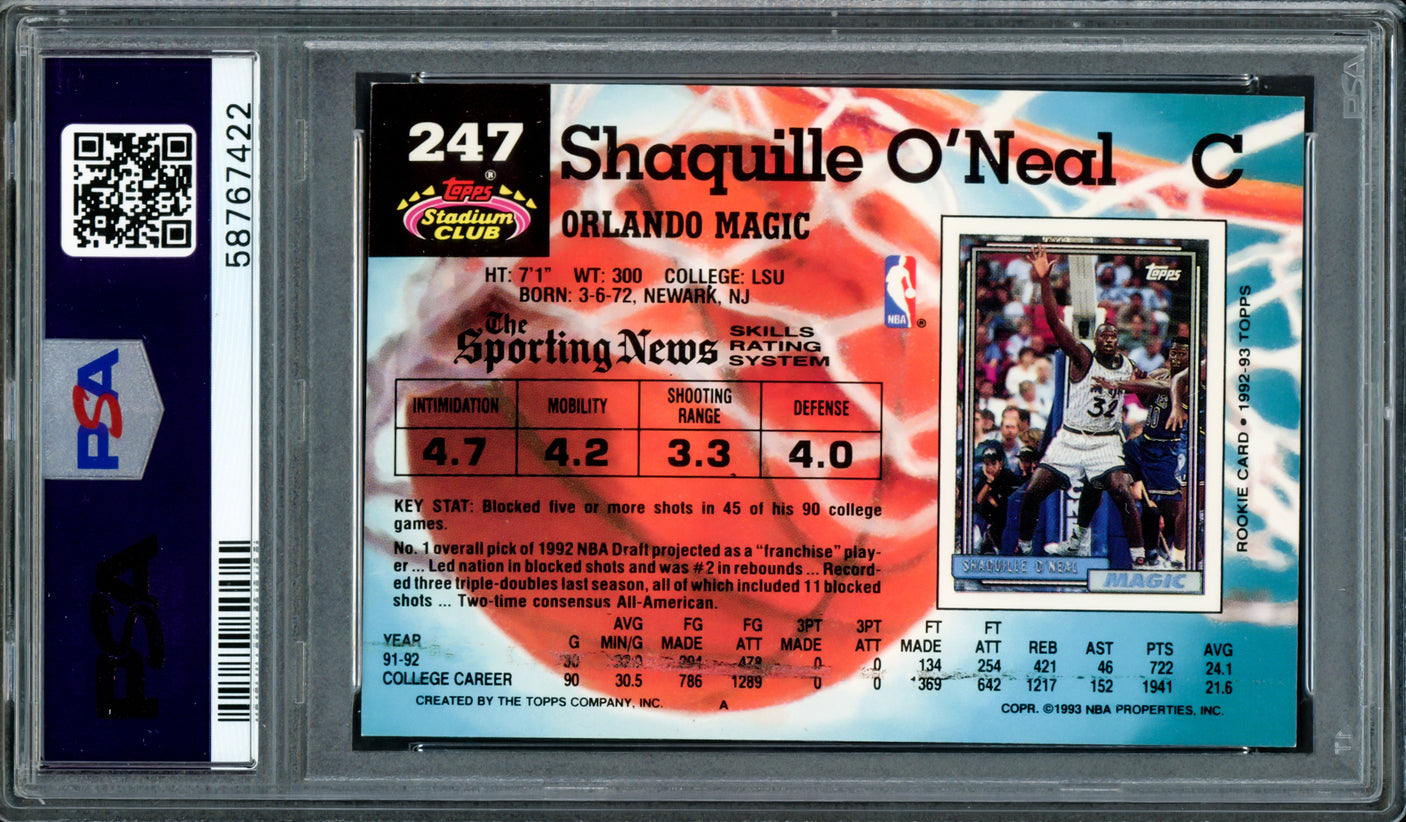 58767422
PSA
PSA
PSA
247
Topps ®
Stadium
CLUB
Shaquille O'Neal C
ORLANDO MAGIC
HT: 7'1" WT: 300 COLLEGE: LSU
BORN: 3-6-72, NEWARK, NJ
NBA ®
The
Sporting News
SKILLS
RATING
SYSTEM
INTIMIDATION MOBILITY SHOOTING RANGE DEFENSE
4.7 4.2 3.3 4.0
KEY STAT: Blocked five or more shots in 45 of his 90 college
games.
No. 1 overall pick of 1992 NBA Draft projected as a "franchise" play-
er ... Led nation in blocked shots and was #2 in rebounds ... Record-
ed three triple-doubles last season, all of which included 11 blocked
shots ... Two-time consensus All-American.
Topps
32
SHAQUILLE O'NEAL
MAGIC
ROOKIE CARD • 1992-93 TOPPS
AVG FG FG 3PT 3PT FT FT
YEAR G MIN/G MADE ATT MADE ATT MADE ATT REB AST PTS AVG
91-92 30 0 0 134 254 421 46 722 24.1
COLLEGE CAREER 90 30.5 786 1289 0 0 369 642 1217 152 1941 21.6
CREATED BY THE TOPPS COMPANY, INC. A COPR. ©1993 NBA PROPERTIES, INC.